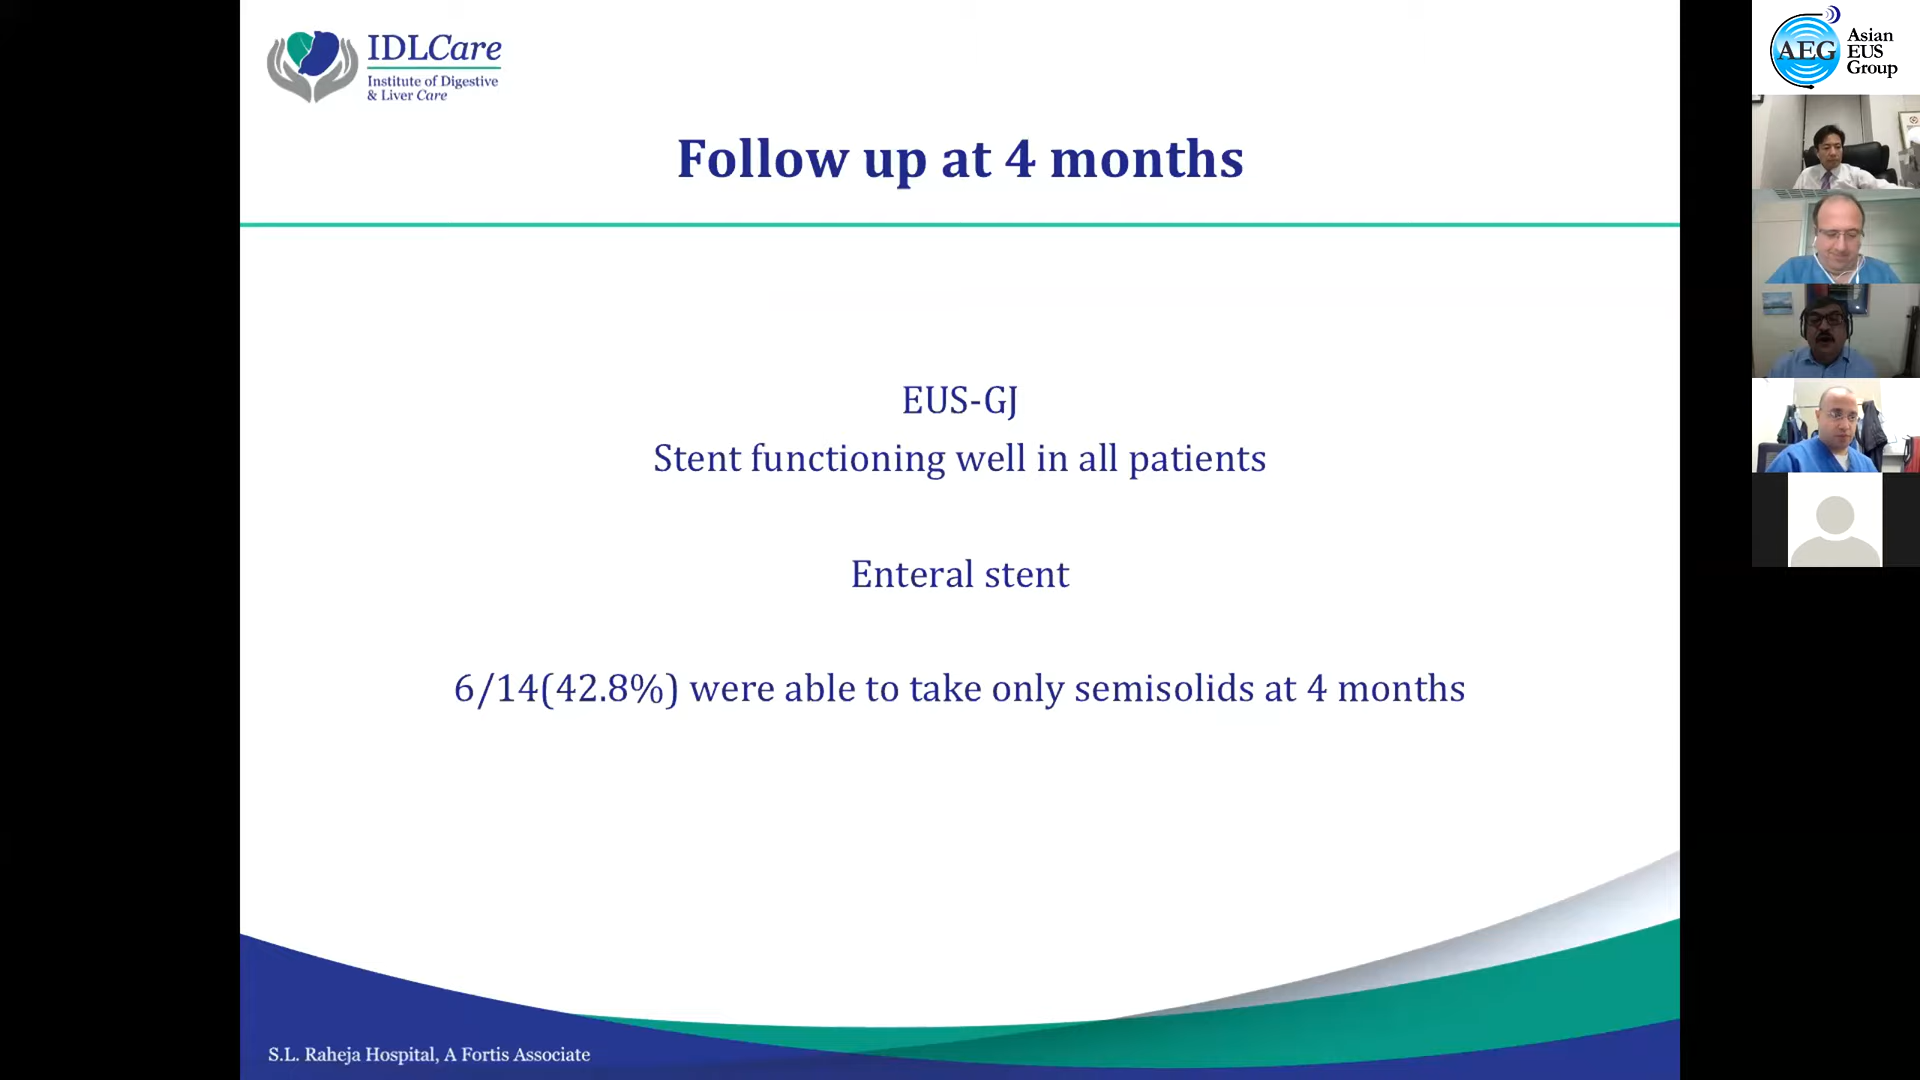 IDLCare
Institute of Digestive
& Liver Care
AEG
Asian
EUS
Group
Follow up at 4 months
EUS-GJ
Stent functioning well in all patients
Enteral stent
6/14(42.8%) were able to take only semisolids at 4 months
S.L. Raheja Hospital, A Fortis Associate